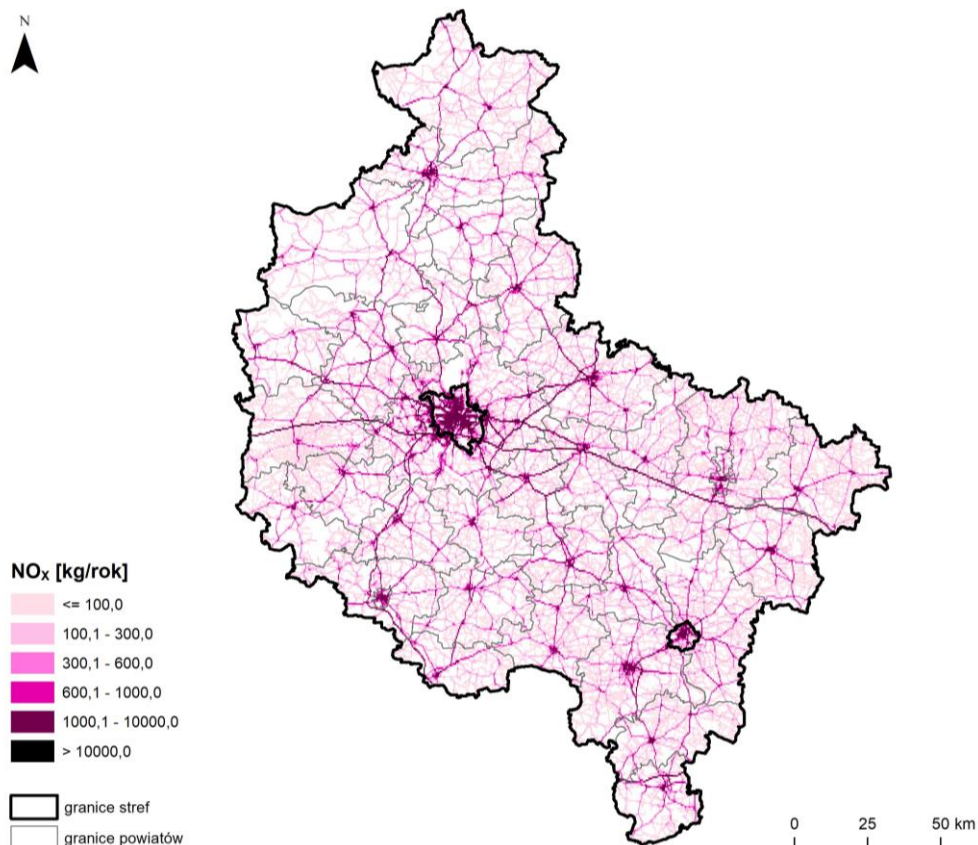 N
NOX [kg/rok]
<= 100,0
100,1 - 300,0
300,1 - 600,0
600,1 - 1000,0
1000,1 - 10000,0
> 10000,0
granice stref
granice powiatów
0 25 50 km